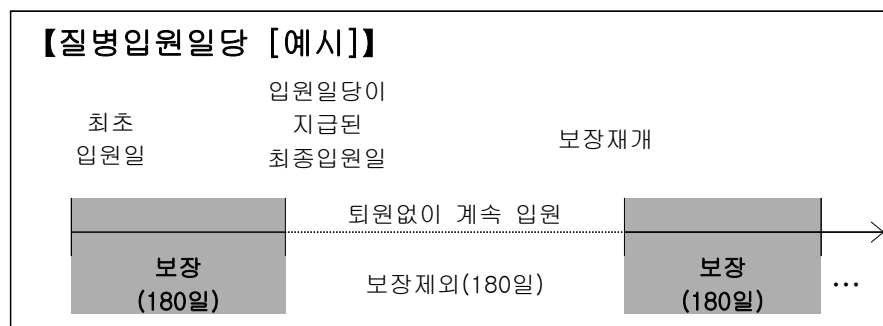 【질병입원일당 [예시]】
최초
입원일
입원일당이
지급된
최종입원일
보장재개
퇴원없이 계속 입원
보장
(180일)
보장제외(180일)
보장
(180일)
…